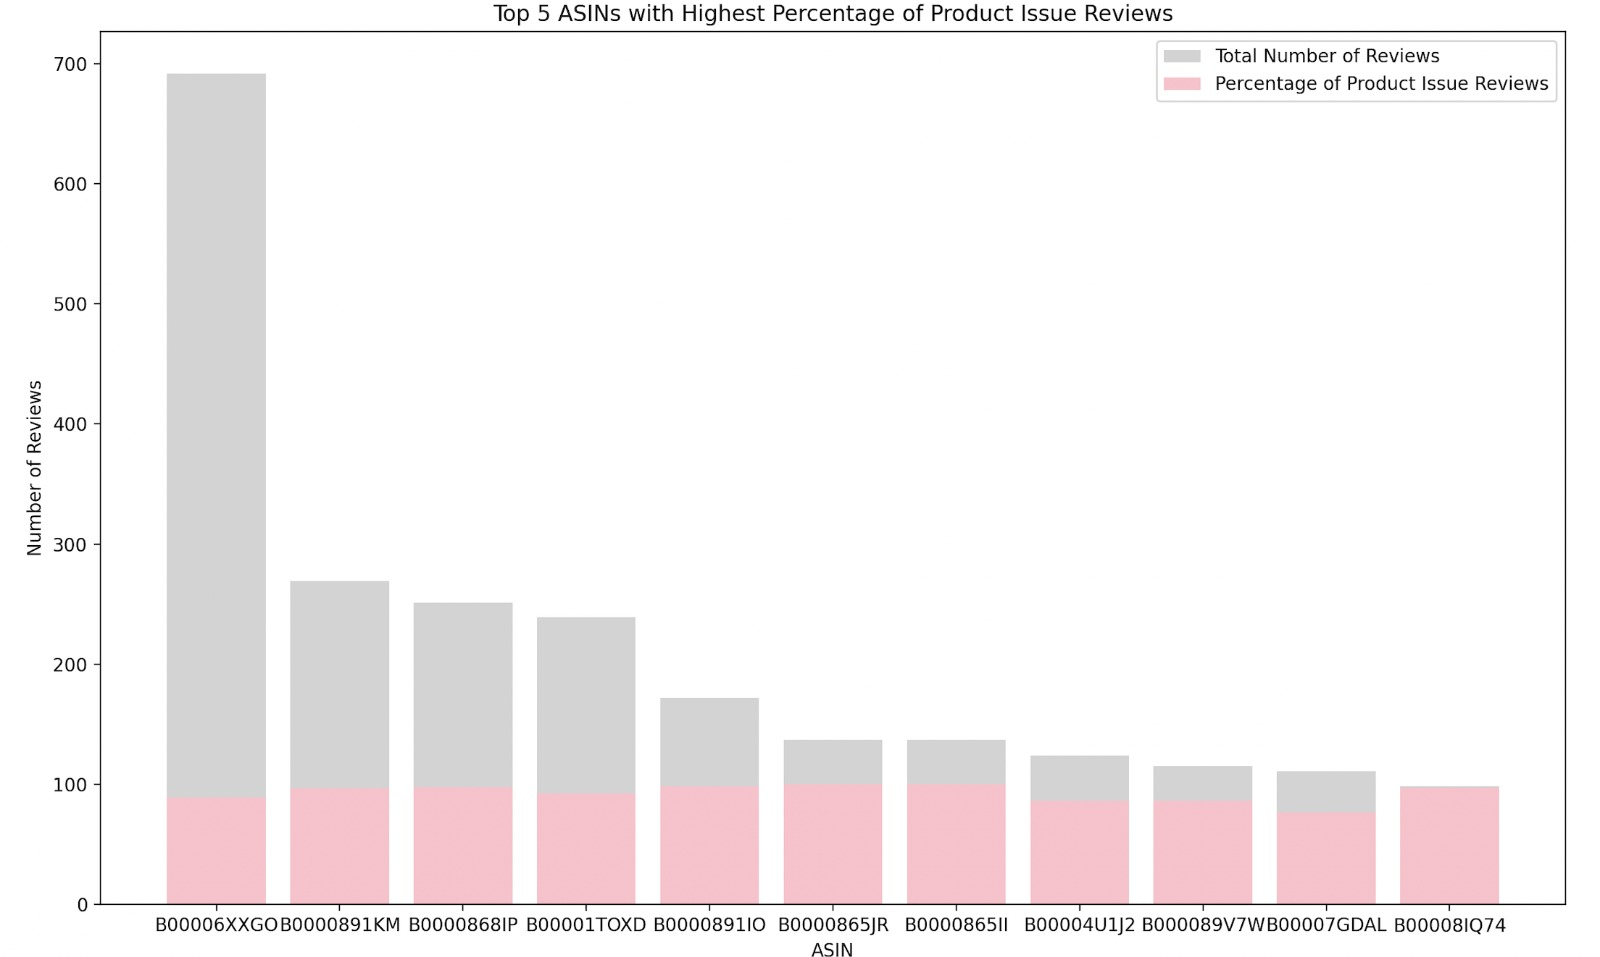 Top 5 ASINs with Highest Percentage of Product Issue Reviews
Total Number of Reviews
Percentage of Product Issue Reviews
700
600
500
400
300
200
100
0
Number of Reviews
B00006XXGO B0000891KM B0000868IP B00001TOXD B0000891IO B0000865JR B0000865II B00004U1J2 B000089V7W B00007GDAL B00008IQ74
ASIN